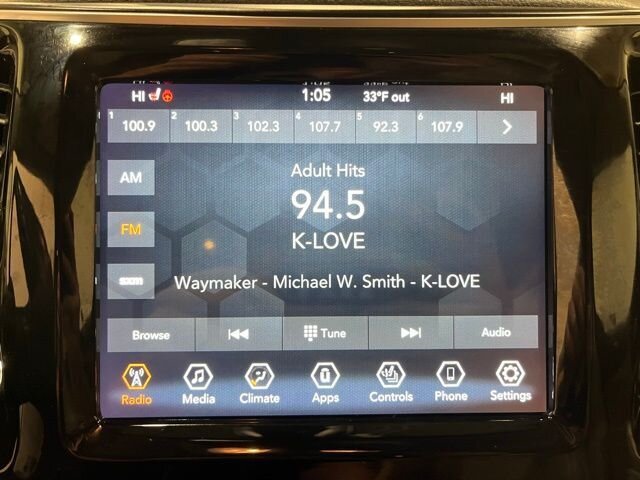 HI 1:05 33°F out HI
1 100.9 2 100.3 3 102.3 4 107.7 5 92.3 6 107.9
Adult Hits
AM
94.5
FM
K-LOVE
Waymaker - Michael W. Smith - K-LOVE
Browse Tune Audio
Radio Media Climate Apps Controls Phone Settings